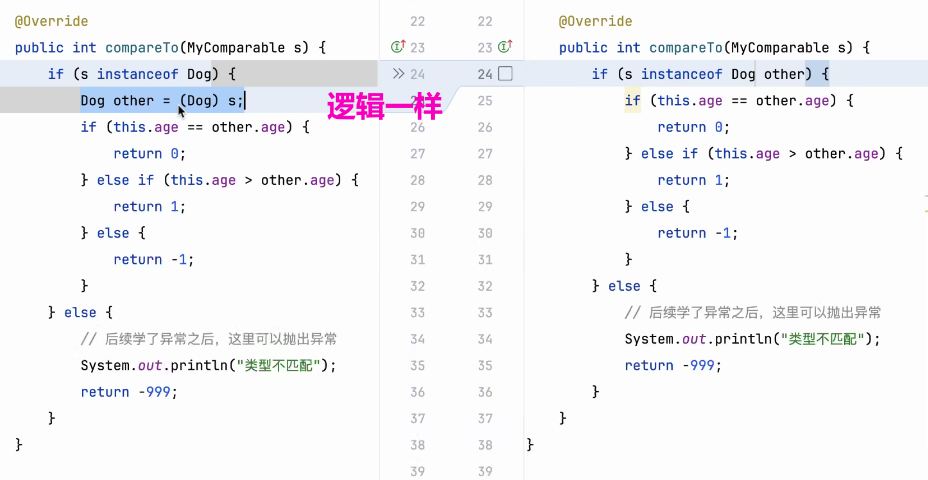 @Override
public int compareTo(MyComparable s) {
if (s instanceof Dog) {
Dog other = (Dog) s;
if (this.age == other.age) {
return 0;
} else if (this.age > other.age) {
return 1;
} else {
return -1;
}
} else {
// 后续学了异常之后，这里可以抛出异常
System.out.println("类型不匹配");
return -999;
}
}
逻辑一样
22 22
23 23
24 24
25
26 26
27 27
28 28
29 29
30 30
31 31
32 32
33 33
34 34
35 35
36 36
37 37
38 38
39 39
@Override
public int compareTo(MyComparable s) {
if (s instanceof Dog other) {
if (this.age == other.age) {
return 0;
} else if (this.age > other.age) {
return 1;
} else {
return -1;
}
} else {
// 后续学了异常之后，这里可以抛出异常
System.out.println("类型不匹配");
return -999;
}
}
}